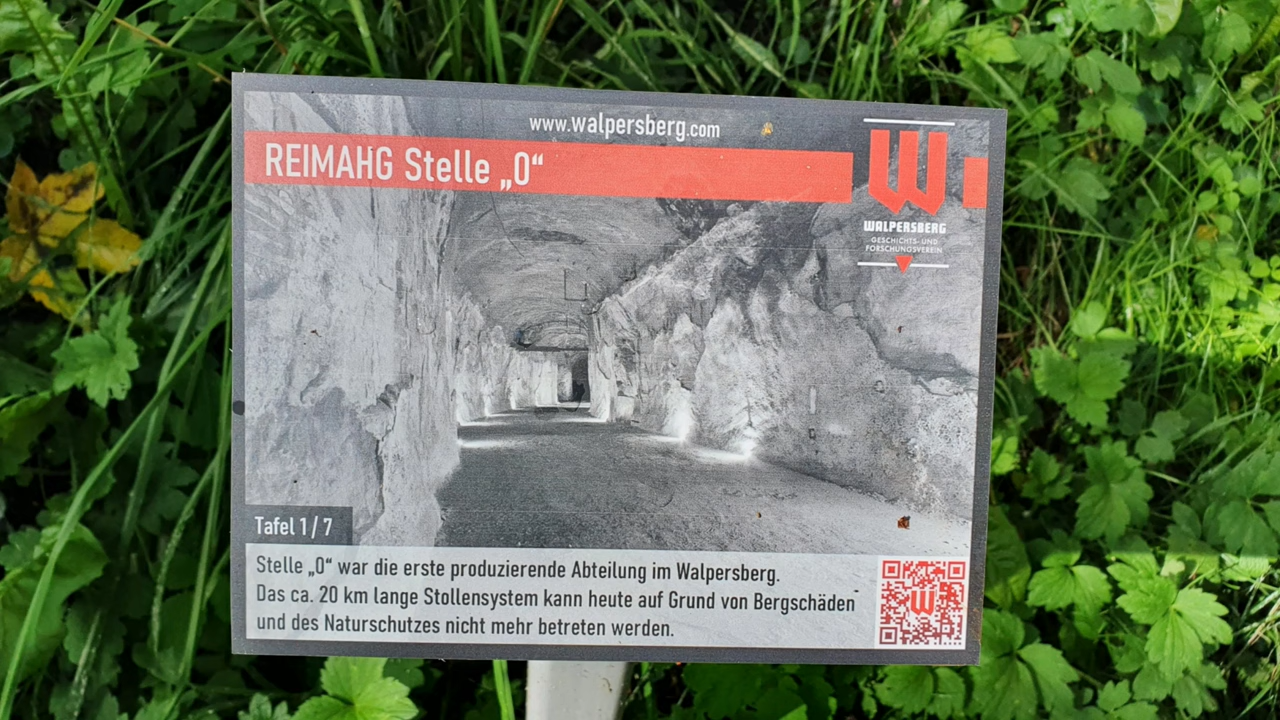 www.walpersberg.com
REIMAHG Stelle „0“
W
WALPERSBERG
GESCHICHTS- UND
FORSCHUNGSVEREIN
Tafel 1 / 7
Stelle „0“ war die erste produzierende Abteilung im Walpersberg.
Das ca. 20 km lange Stollensystem kann heute auf Grund von Bergschäden
und des Naturschutzes nicht mehr betreten werden.
W